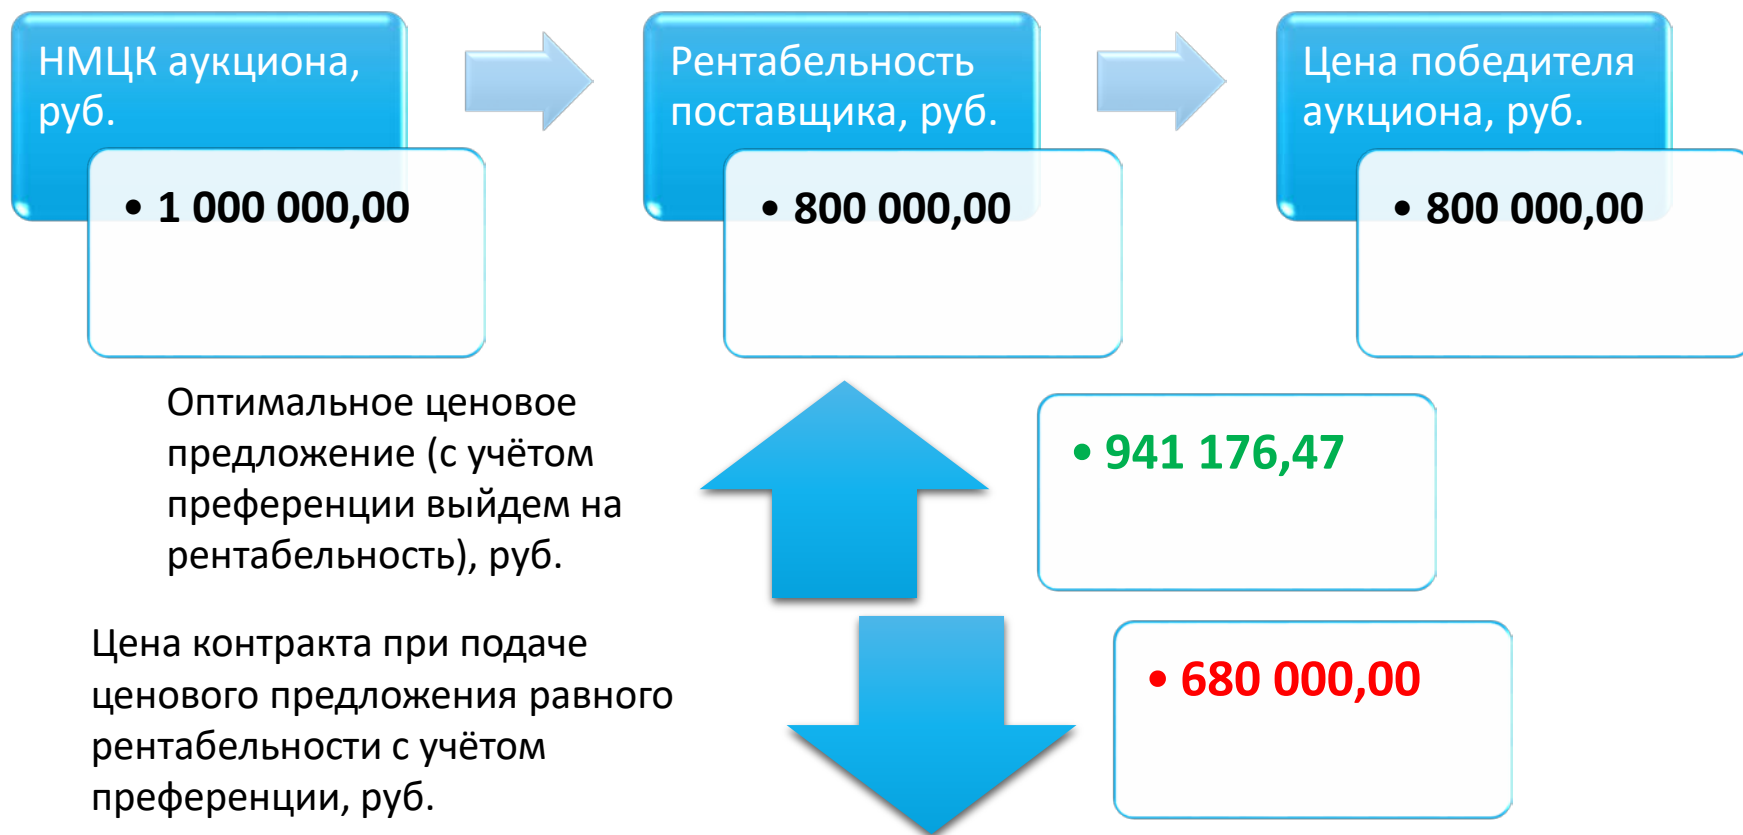 НМЦК аукциона,
руб.
• 1 000 000,00
Рентабельность
поставщика, руб.
• 800 000,00
Цена победителя
аукциона, руб.
• 800 000,00
Оптимальное ценовое
предложение (с учётом
преференции выйдем на
рентабельность), руб.
• 941 176,47
Цена контракта при подаче
ценового предложения равного
рентабельности с учётом
преференции, руб.
• 680 000,00